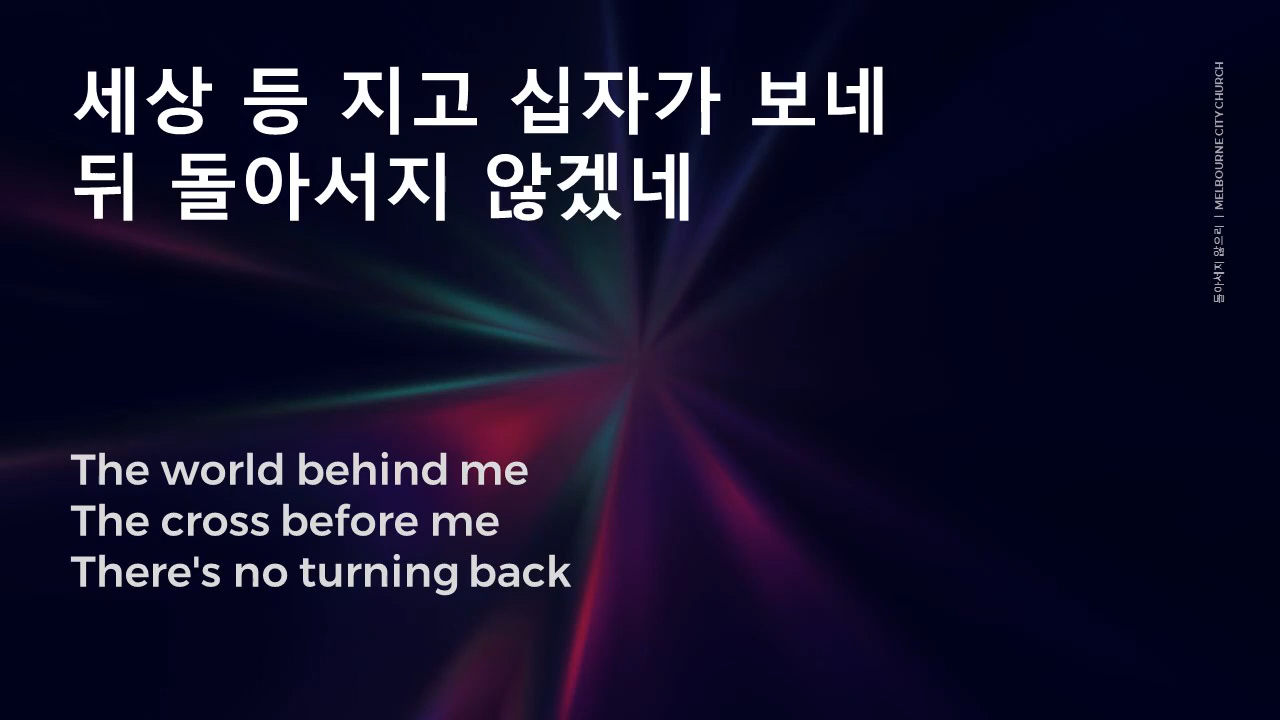 세상 등 지고 십자가 보네
뒤 돌아서지 않겠네
The world behind me
The cross before me
There's no turning back
돌아서지 않으리 | MELBOURNE CITY CHURCH